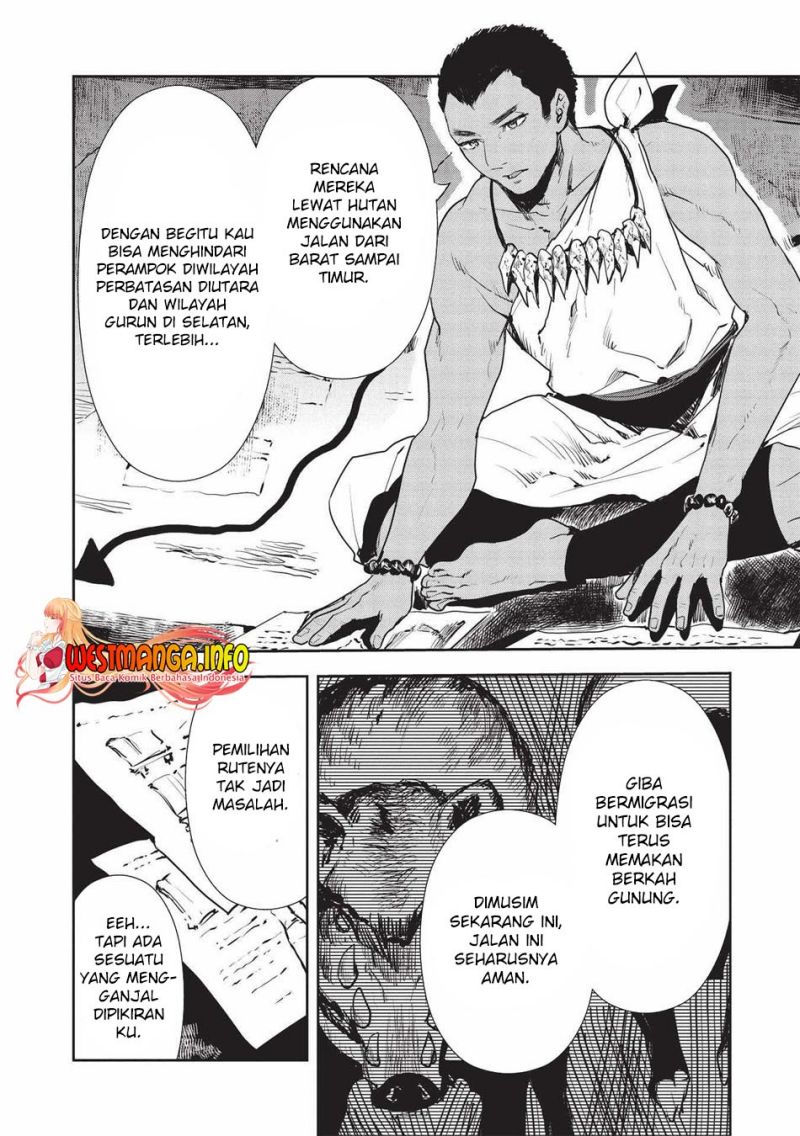 RENCANA
MEREKA
LEWAT HUTAN
MENGGUNAKAN
JALAN DARI
BARAT SAMPAI
TIMUR.
DENGAN BEGITU KAU
BISA MENGHINDARI
PERAMPOK DIWILAYAH
PERBATASAN DIUTARA
DAN WILAYAH
GURUN DI SELATAN,
TERLEBIH...
WESTMANGA.INFO
Situs Baca Komik Berbahasa Indonesia
GIBA
BERMIGRASI
UNTUK BISA
TERUS
MEMAKAN
BERKAH
GUNUNG.
DIMUSIM
SEKARANG INI,
JALAN INI
SEHARUSNYA
AMAN.
PEMILIHAN
RUTENYA
TAK JADI
MASALAH.
EEH...
TAPI ADA
SESUATU
YANG MENG-
GANJAL
DIPIKIRAN
KU.